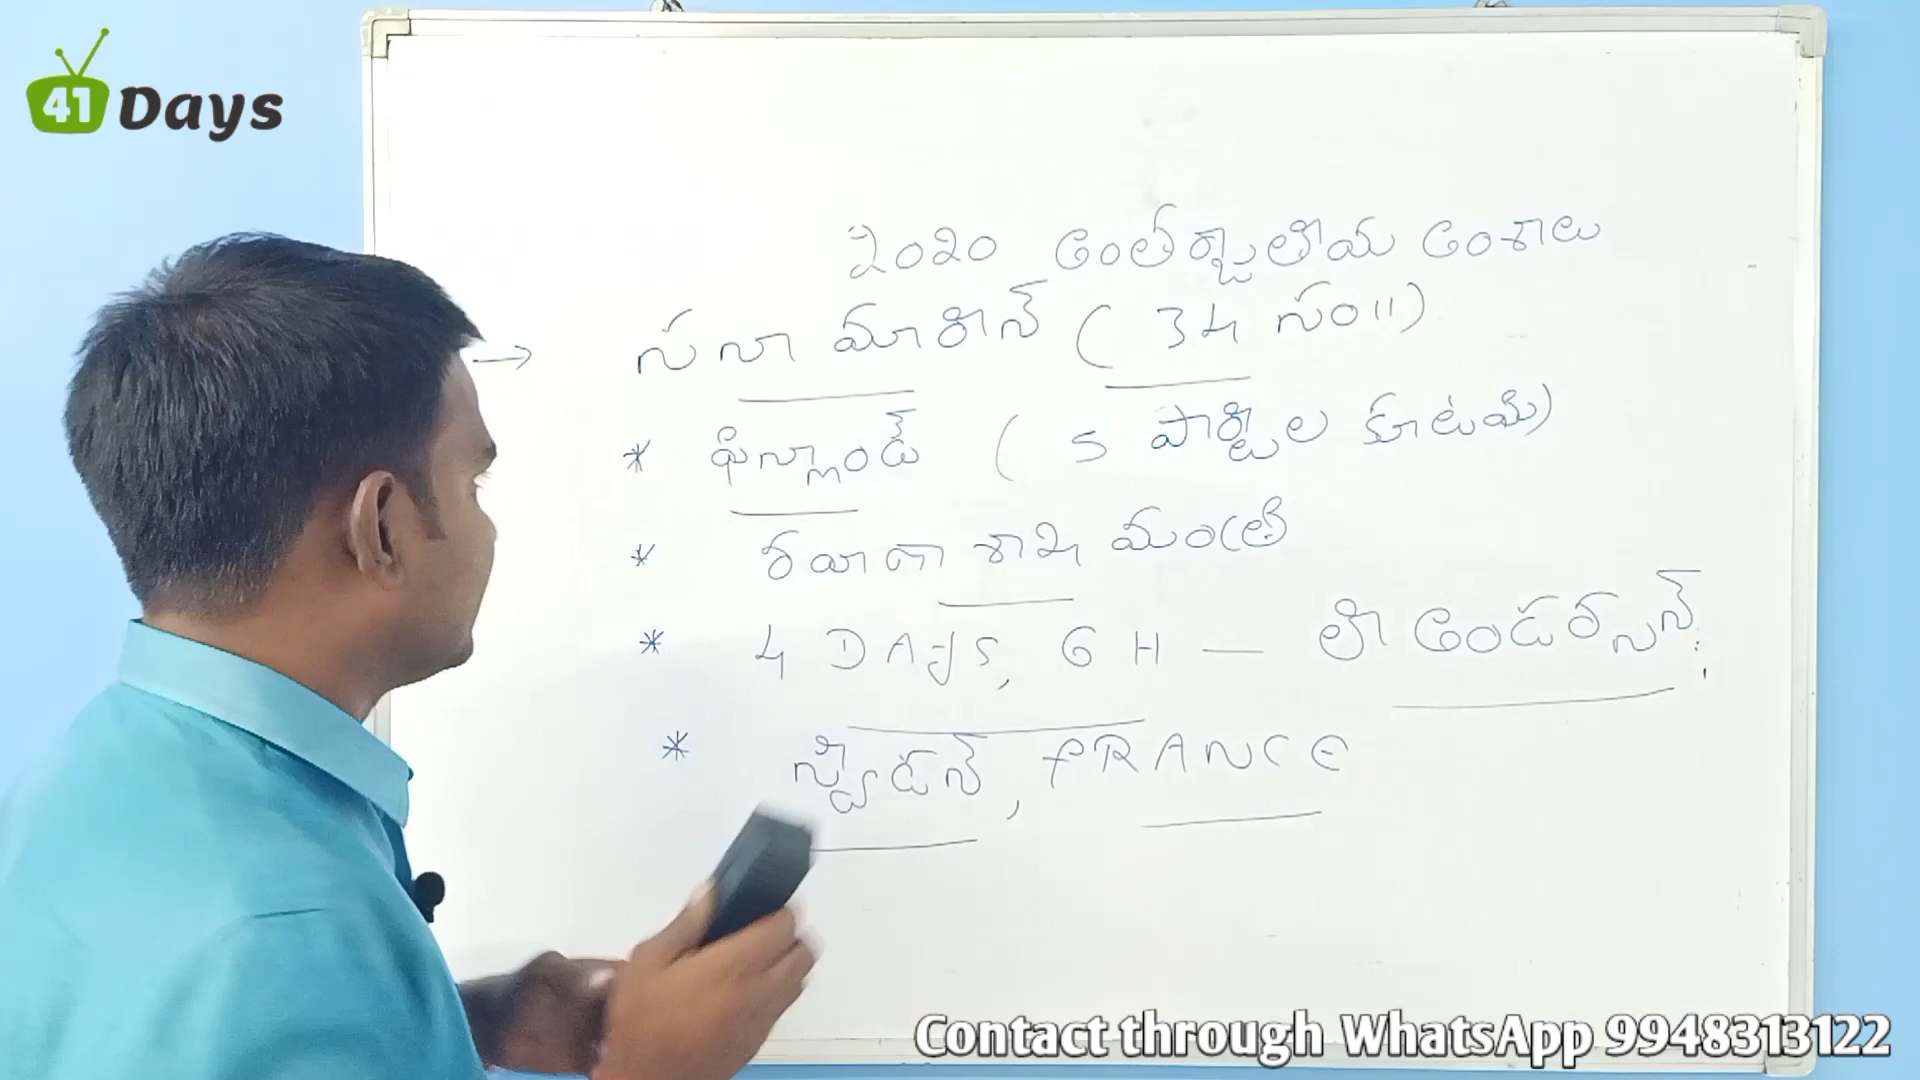 41 Days
2020 అంతర్జాతీయ అంశాలు
→ సనా మారిన్ ( 34 సం॥)
* ఫిన్లాండ్ ( 5 పార్టీల కూటమి)
* రవాణా శాఖ మంత్రి
* 4 DAyS, 6 H — లి అండర్సన్
* స్వీడన్, FRANCE
Contact through WhatsApp 9948313122